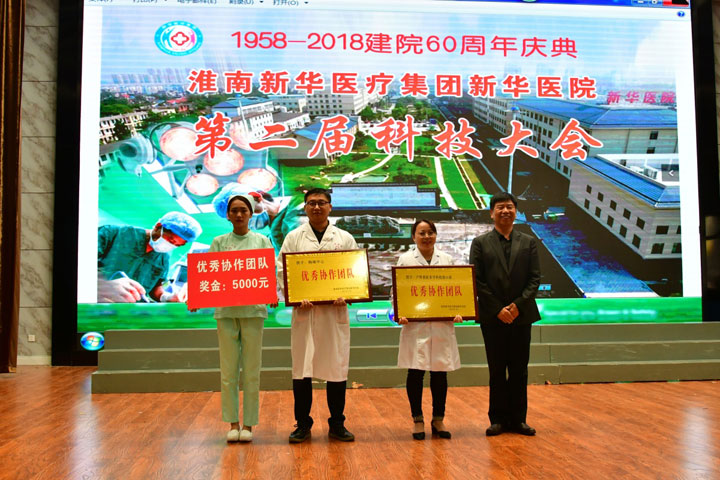 1958-2018建院60周年庆典
淮南新华医疗集团新华医院
新华医院
第二届科技大会
优秀协作团队
奖金：5000元
优秀协作团队
优秀协作团队